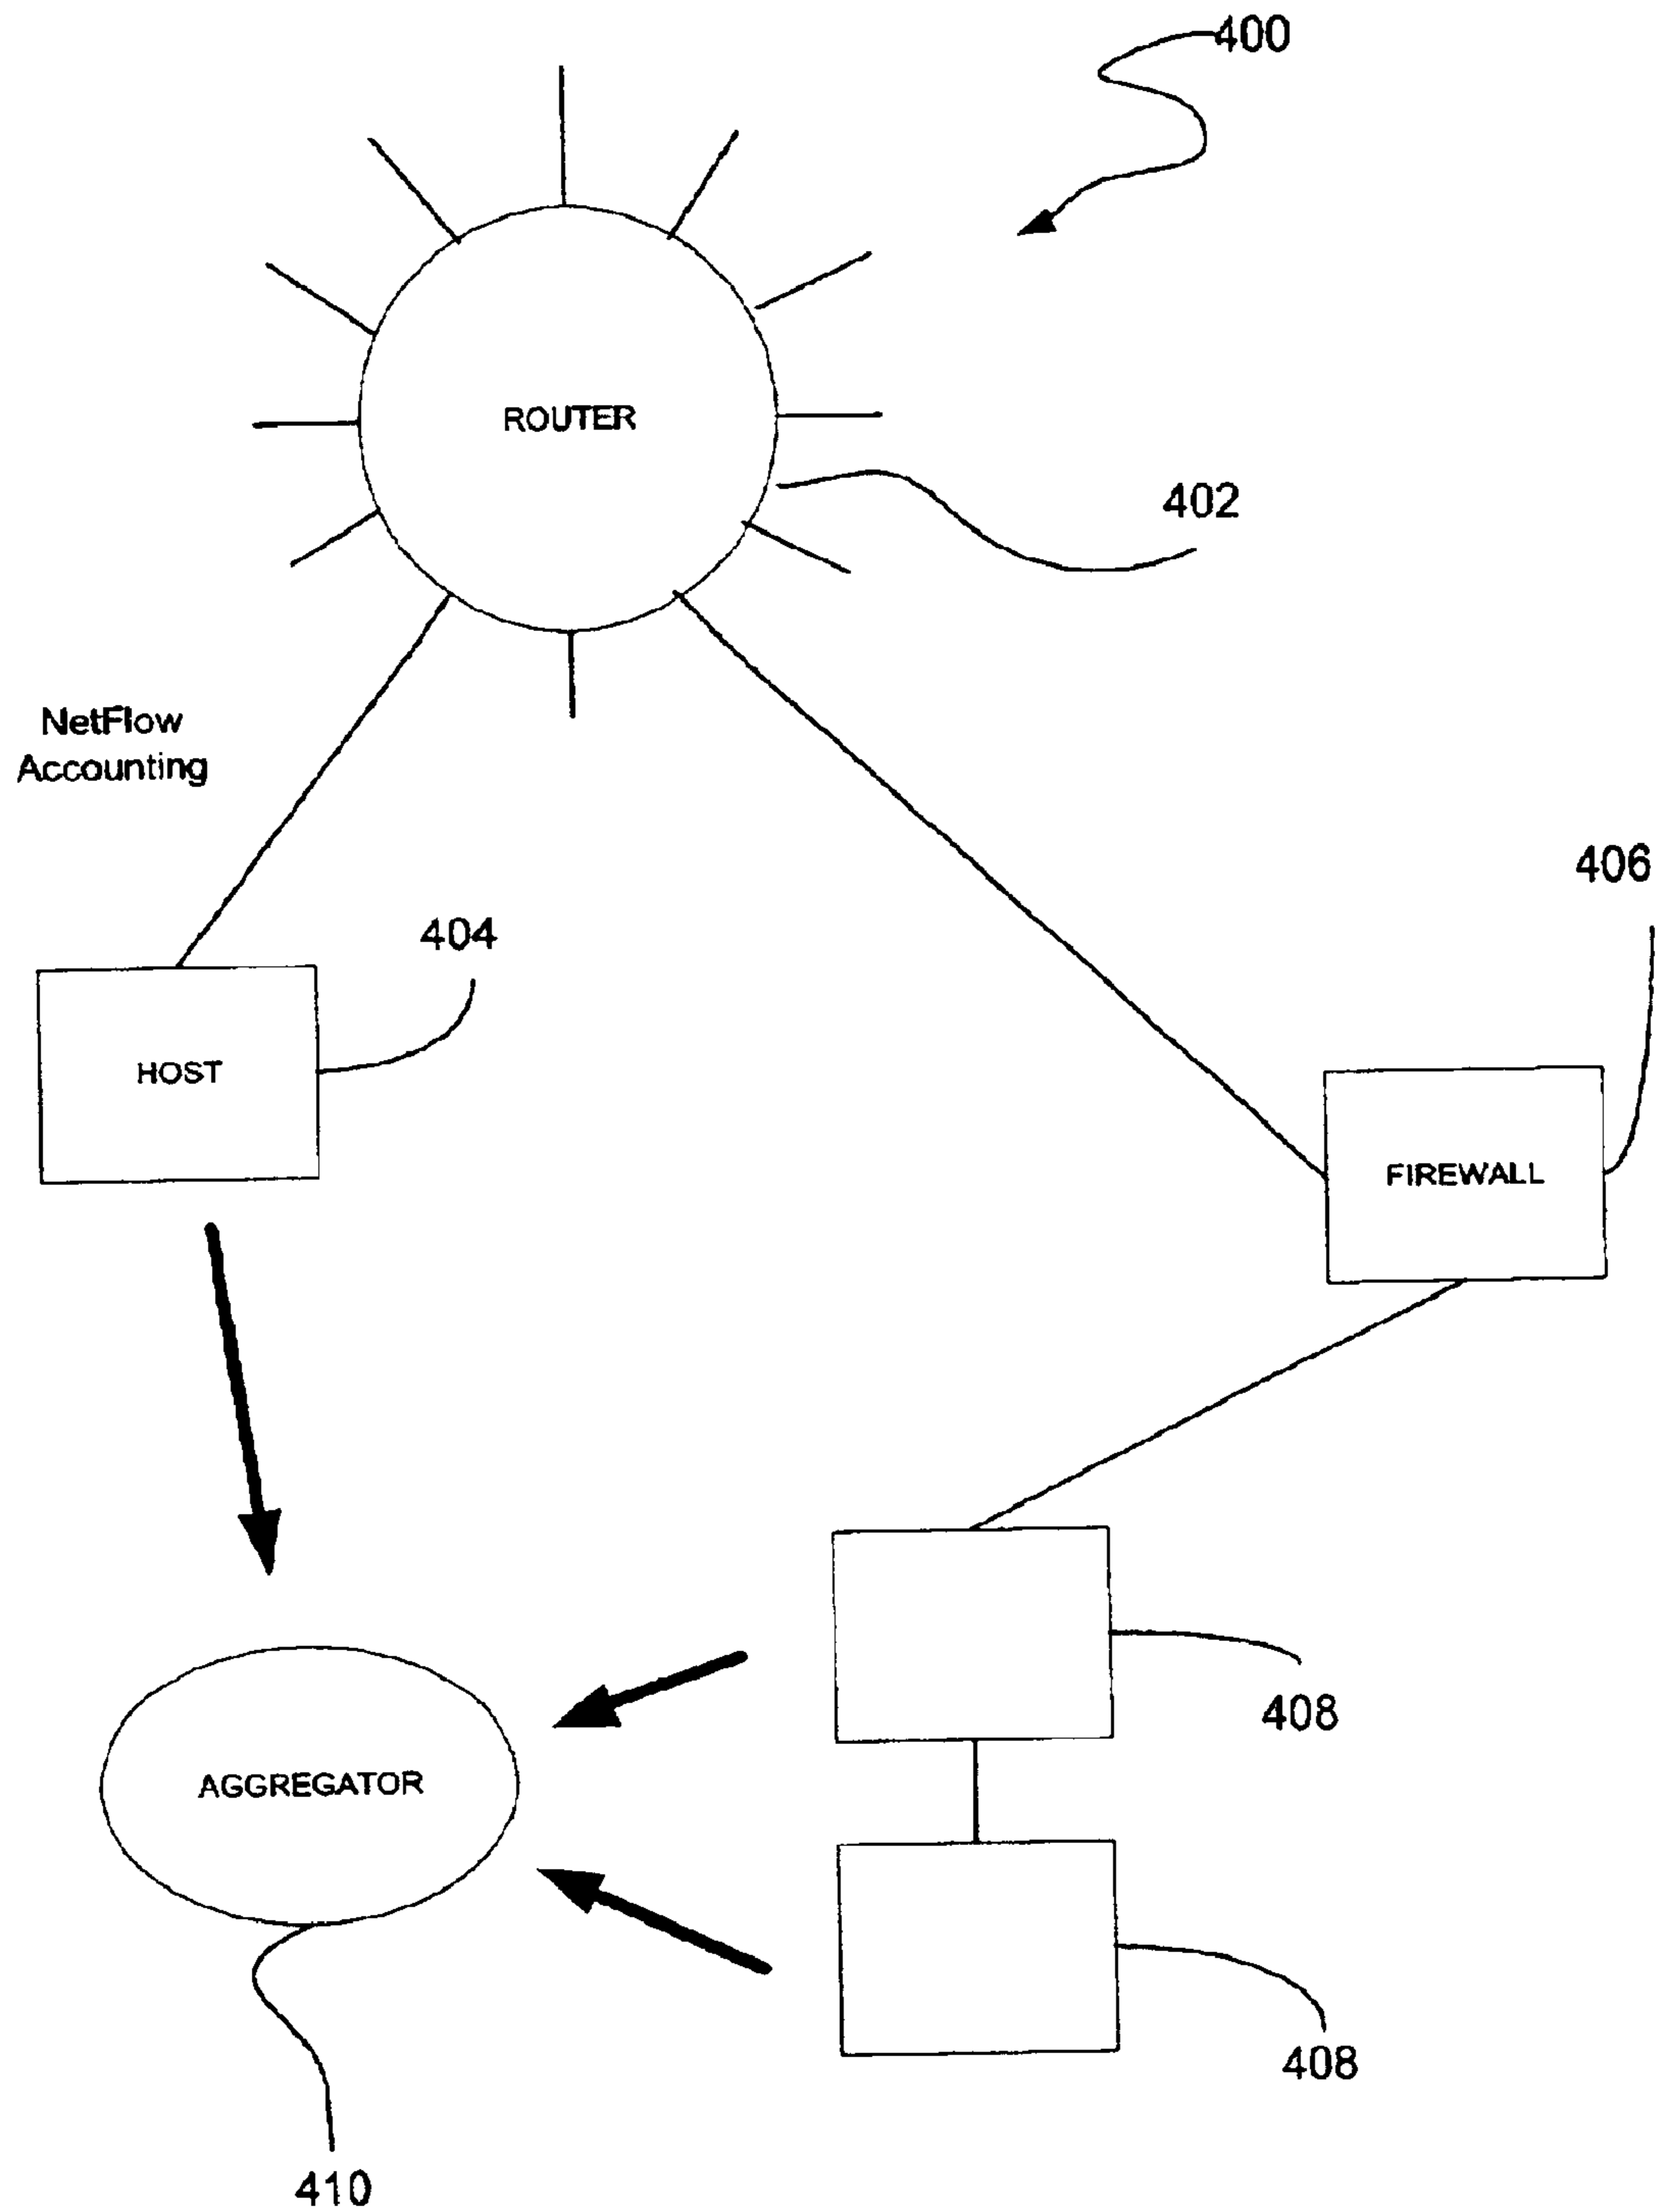 400
ROUTER
402
NetFlow
Accounting
406
404
HOST
FIREWALL
408
AGGREGATOR
408
410